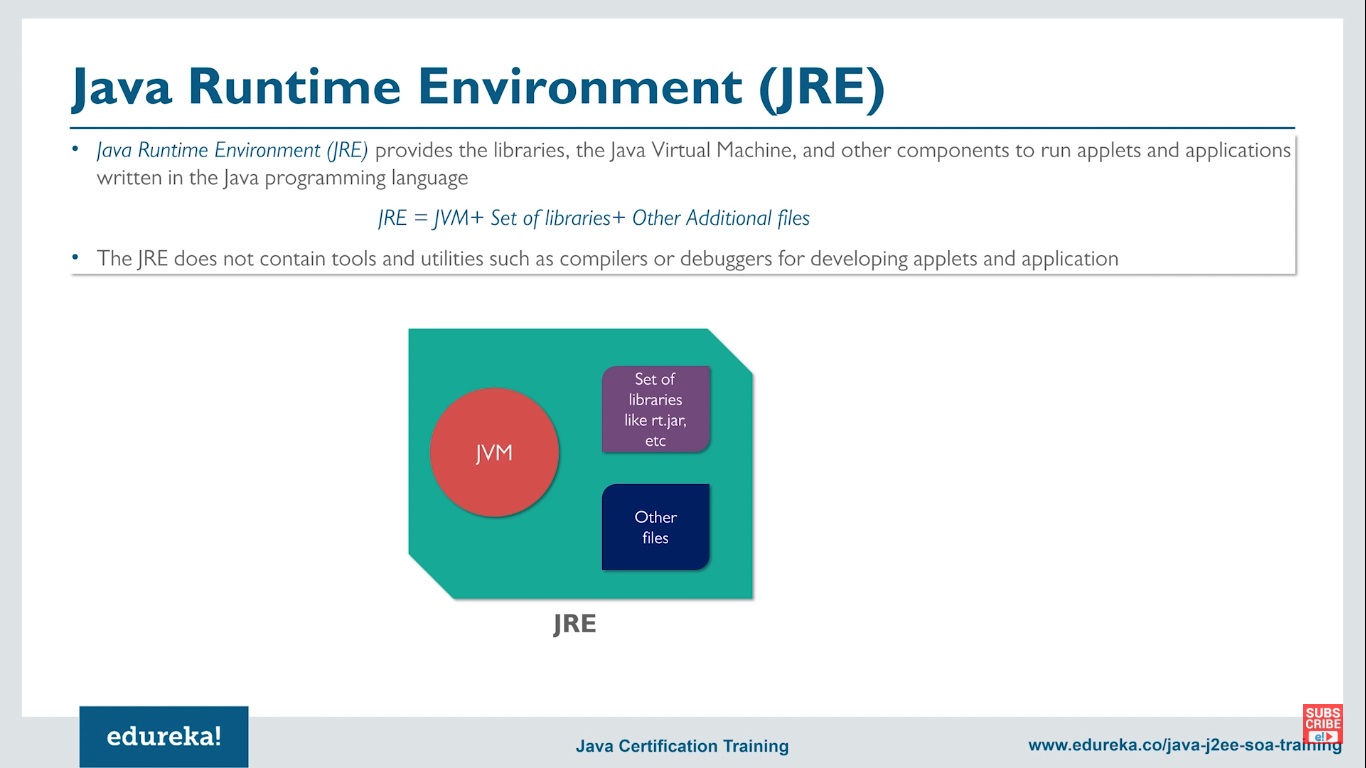 Java Runtime Environment (JRE)
• Java Runtime Environment (JRE) provides the libraries, the Java Virtual Machine, and other components to run applets and applications
written in the Java programming language
JRE = JVM+ Set of libraries+ Other Additional files
• The JRE does not contain tools and utilities such as compilers or debuggers for developing applets and application
Set of
libraries
like rt.jar,
etc
JVM
Other
files
JRE
edureka!
Java Certification Training
www.edureka.co/java-j2ee-soa-training
SUBS
CRIBE
e!